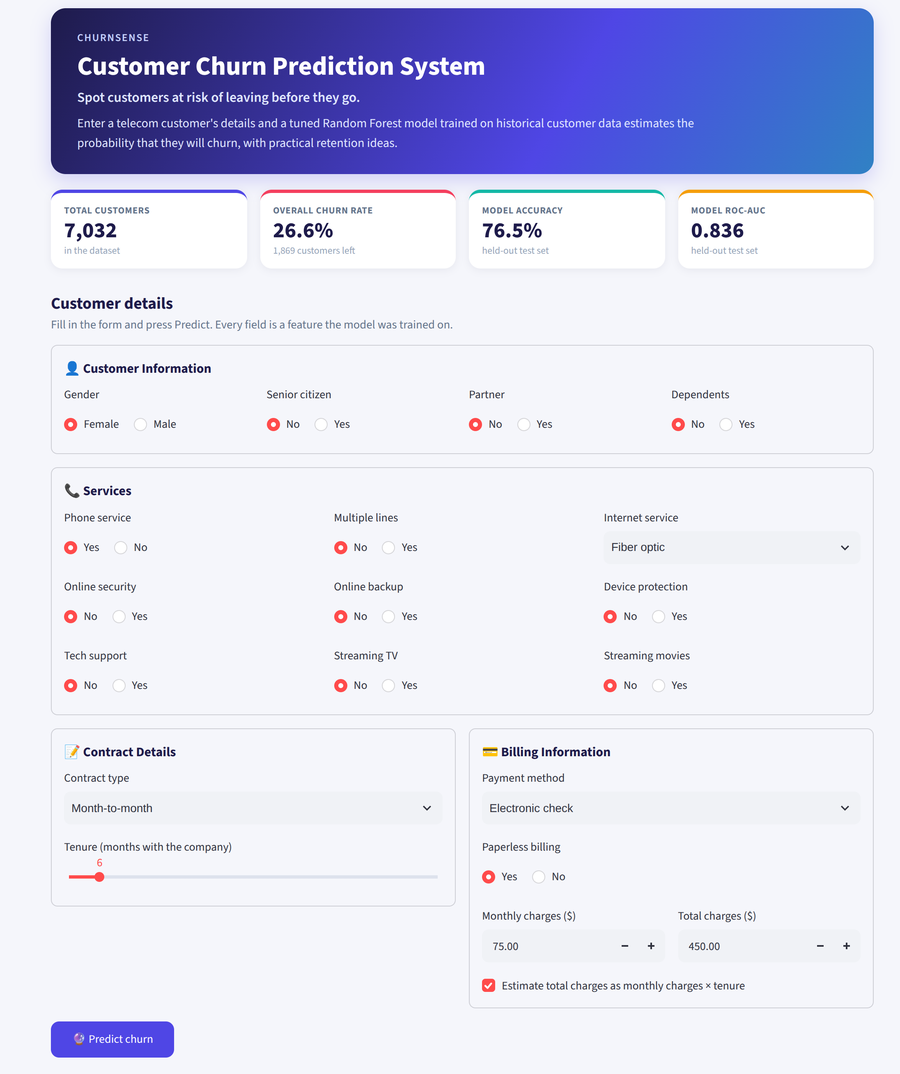 CHURNSENSE
Customer Churn Prediction System
Spot customers at risk of leaving before they go.
Enter a telecom customer's details and a tuned Random Forest model trained on historical customer data estimates the
probability that they will churn, with practical retention ideas.
TOTAL CUSTOMERS
7,032
in the dataset
OVERALL CHURN RATE
26.6%
1,869 customers left
MODEL ACCURACY
76.5%
held-out test set
MODEL ROC-AUC
0.836
held-out test set
Customer details
Fill in the form and press Predict. Every field is a feature the model was trained on.
👤 Customer Information
Gender
Female Male
Senior citizen
No Yes
Partner
No Yes
Dependents
No Yes
📞 Services
Phone service
Yes No
Multiple lines
No Yes
Internet service
Fiber optic
Online security
No Yes
Online backup
No Yes
Device protection
No Yes
Tech support
No Yes
Streaming TV
No Yes
Streaming movies
No Yes
📝 Contract Details
Contract type
Month-to-month
Tenure (months with the company)
6
💳 Billing Information
Payment method
Electronic check
Paperless billing
Yes No
Monthly charges ($)
75.00 − +
Total charges ($)
450.00 − +
Estimate total charges as monthly charges × tenure
🔮 Predict churn